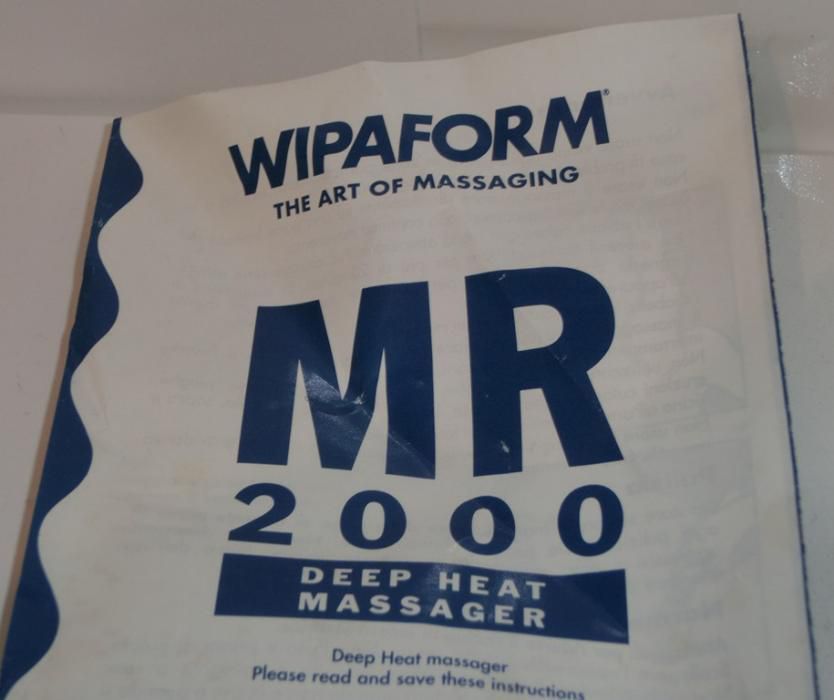 WIPAFORM®
THE ART OF MASSAGING
MR
2000
DEEP HEAT
MASSAGER
Deep Heat massager
Please read and save these instructions